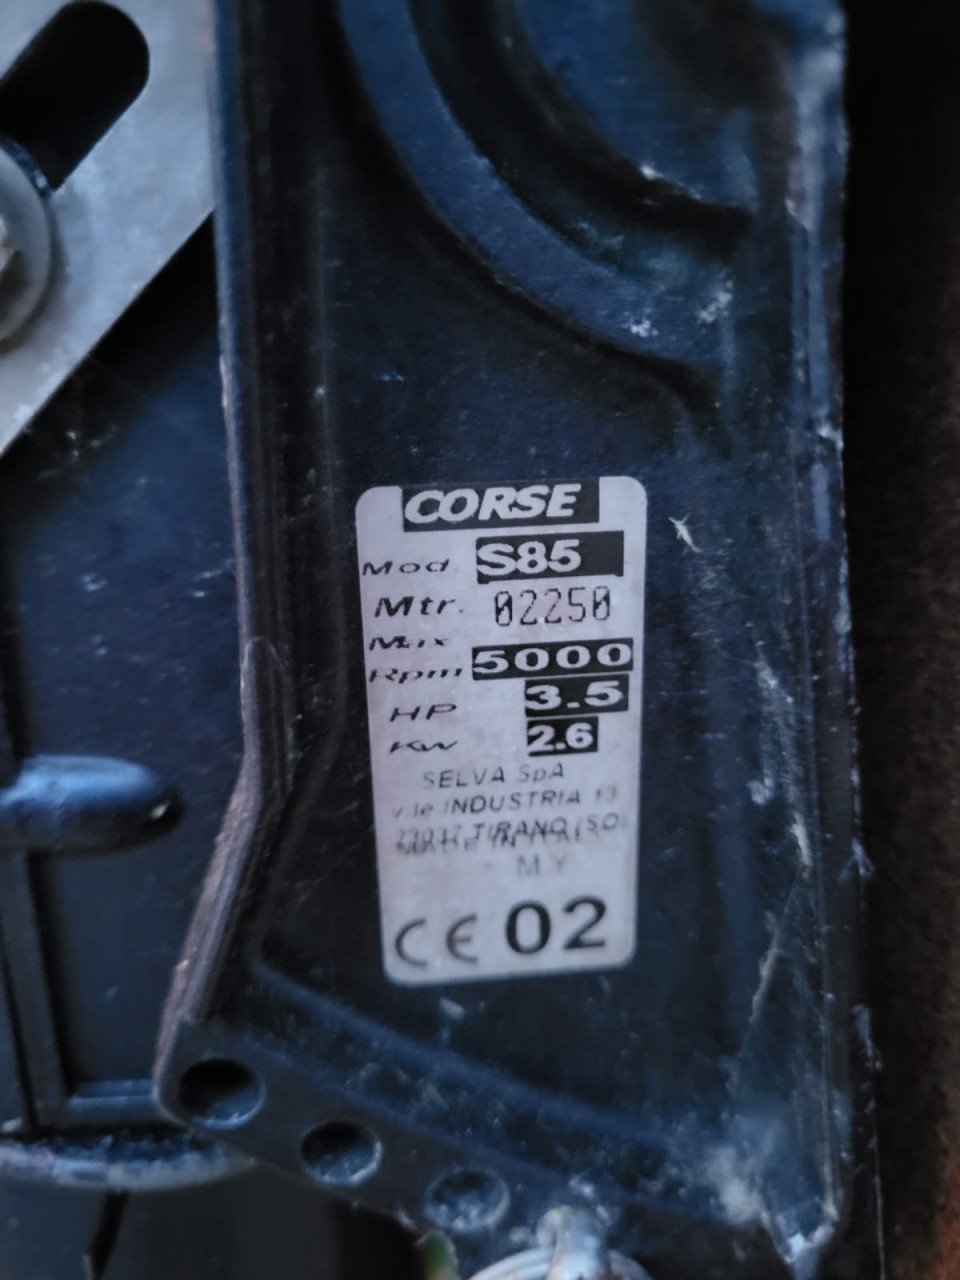 CORSE
Mod. S85
Mtr. 02250
Max
Rpm 5000
HP 3.5
Kw 2.6
SELVA SpA
v.le INDUSTRIA 13
23037 TIRANO (SO)
M Y
CE 02